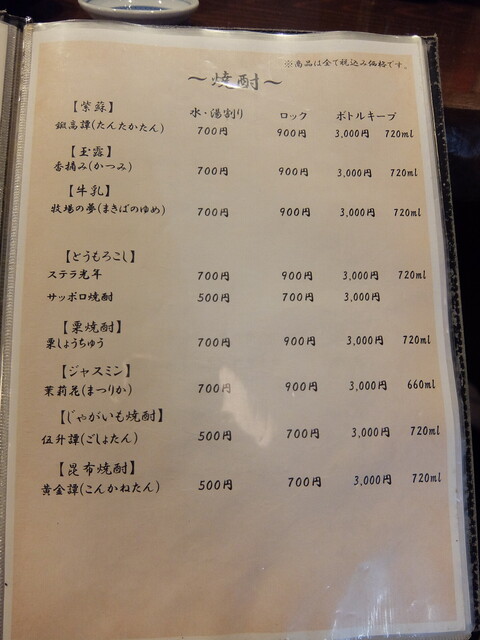 ※商品は全て税込み価格です。
～焼酎～
【紫蘇】 水・湯割り ロック ボトルキープ
鍛高譚(たんたかたん) 700円 900円 3,000円 720ml
【玉露】
香摘み(かつみ) 700円 900円 3,000円 720ml
【牛乳】
牧場の夢(まきばのゆめ) 700円 900円 3,000円 720ml
【どうもろこし】
ステラ光年 700円 900円 3,000円 720ml
サッポロ焼酎 500円 700円 3,000円
【栗焼酎】
栗しょうちゅう 700円 900円 3,000円 720ml
【ジャスミン】
茉莉花(まつりか) 700円 900円 3,000円 660ml
【じゃがいも焼酎】
伍升譚(ごしょたん) 500円 700円 3,000円 720ml
【昆布焼酎】
黄金譚(こんかねたん) 500円 700円 3,000円 720ml